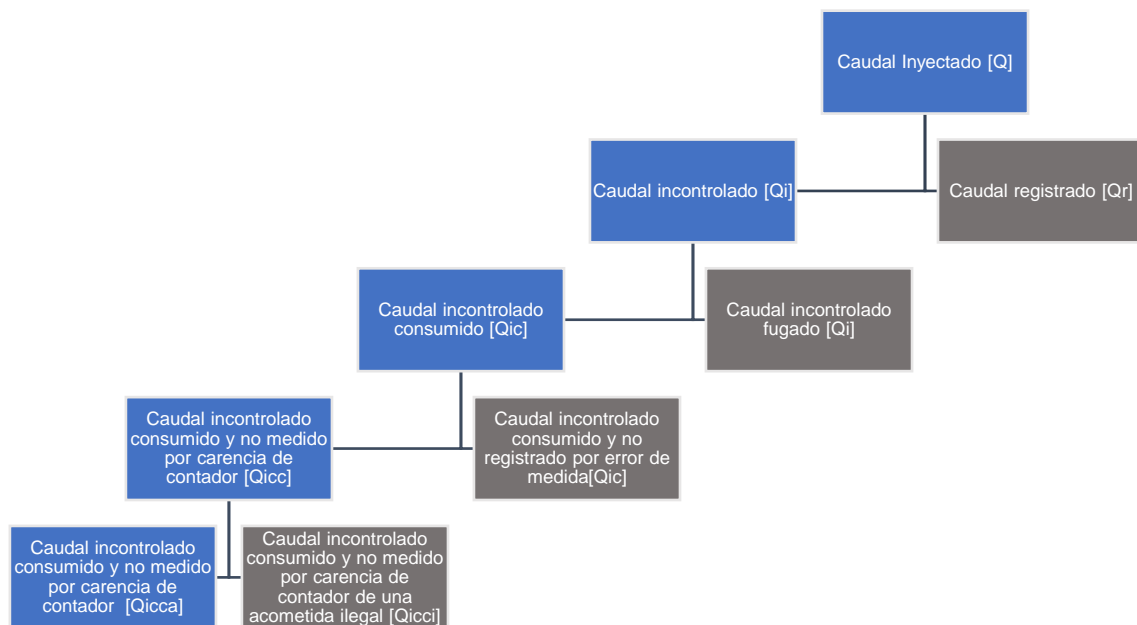 Caudal Inyectado [Q]
Caudal incontrolado [Qi]
Caudal registrado [Qr]
Caudal incontrolado
consumido [Qic]
Caudal incontrolado
fugado [Qi]
Caudal incontrolado
consumido y no medido
por carencia de
contador [Qicc]
Caudal incontrolado
consumido y no
registrado por error de
medida[Qic]
Caudal incontrolado
consumido y no medido
por carencia de
contador  [Qicca]
Caudal incontrolado
consumido y no medido
por carencia de
contador de una
acometida ilegal [Qicci]